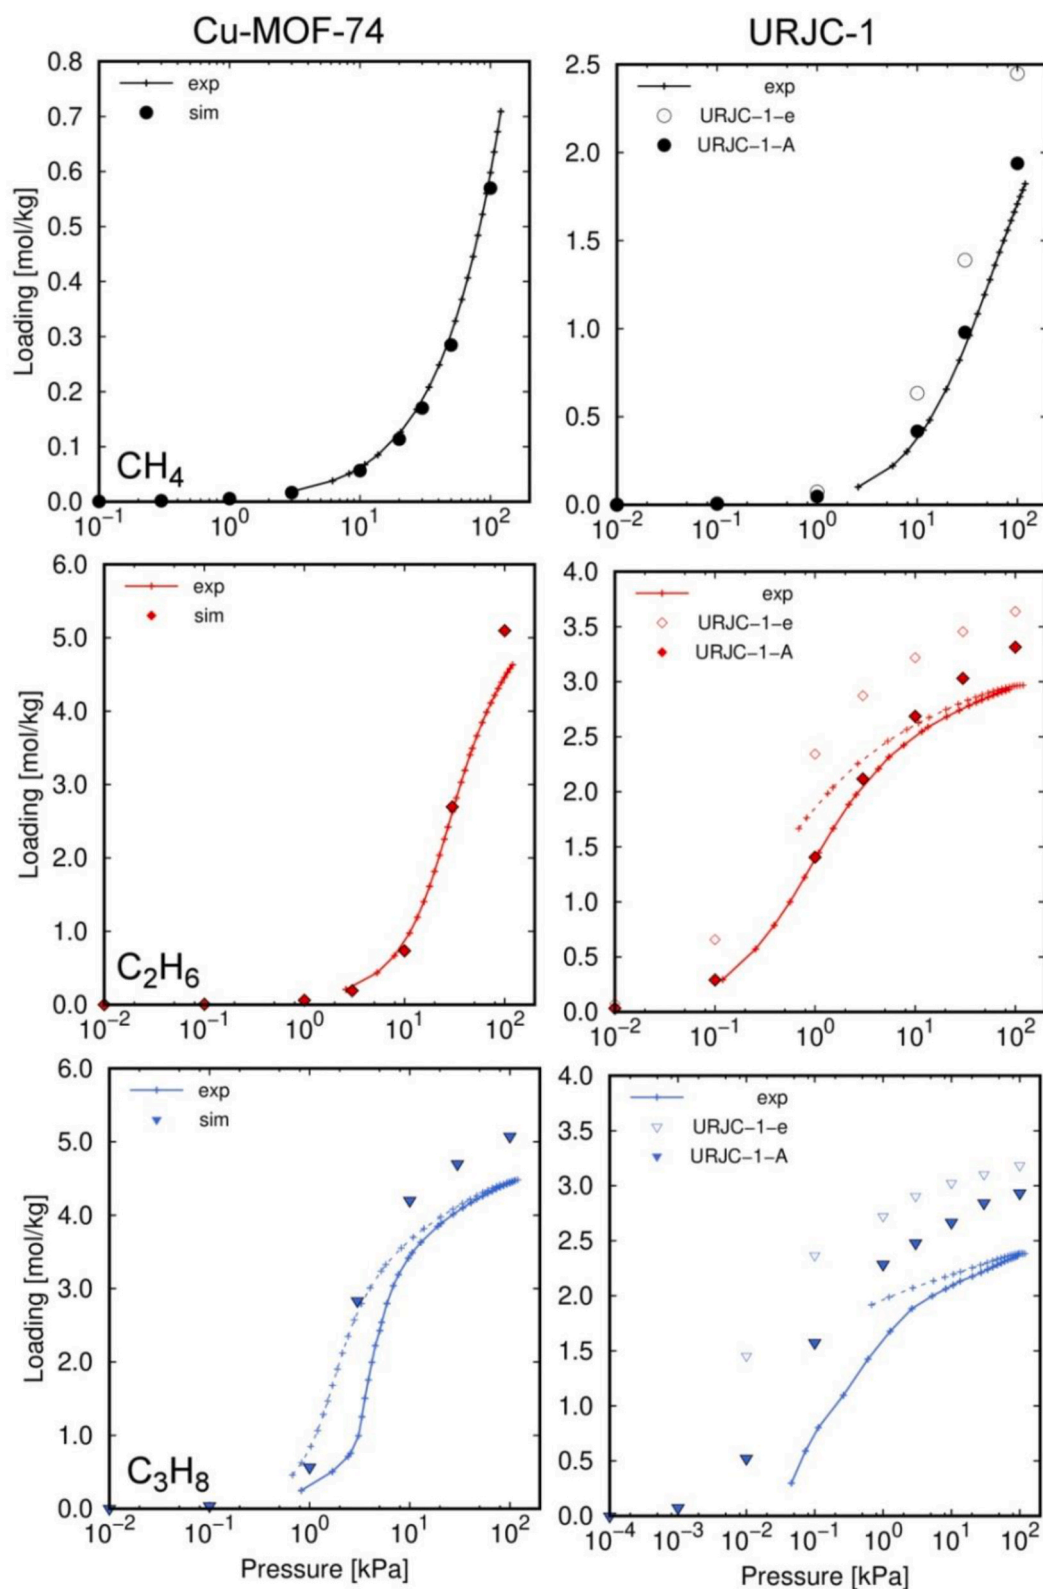 Cu-MOF-74 URJC-1
Loading [mol/kg]
0.8
0.7
0.6
0.5
0.4
0.3
0.2
0.1
0.0
exp
sim
CH4
10−1 100 101 102
2.5
2.0
1.5
1.0
0.5
0.0
exp
URJC−1−e
URJC−1−A
10−2 10−1 100 101 102
Loading [mol/kg]
6.0
5.0
4.0
3.0
2.0
1.0
0.0
exp
sim
C2H6
10−2 10−1 100 101 102
4.0
3.5
3.0
2.5
2.0
1.5
1.0
0.5
0.0
exp
URJC−1−e
URJC−1−A
10−2 10−1 100 101 102
Loading [mol/kg]
6.0
5.0
4.0
3.0
2.0
1.0
0.0
exp
sim
C3H8
10−2 10−1 100 101 102
Pressure [kPa]
4.0
3.5
3.0
2.5
2.0
1.5
1.0
0.5
0.0
exp
URJC−1−e
URJC−1−A
10−4 10−3 10−2 10−1 100 101 102
Pressure [kPa]